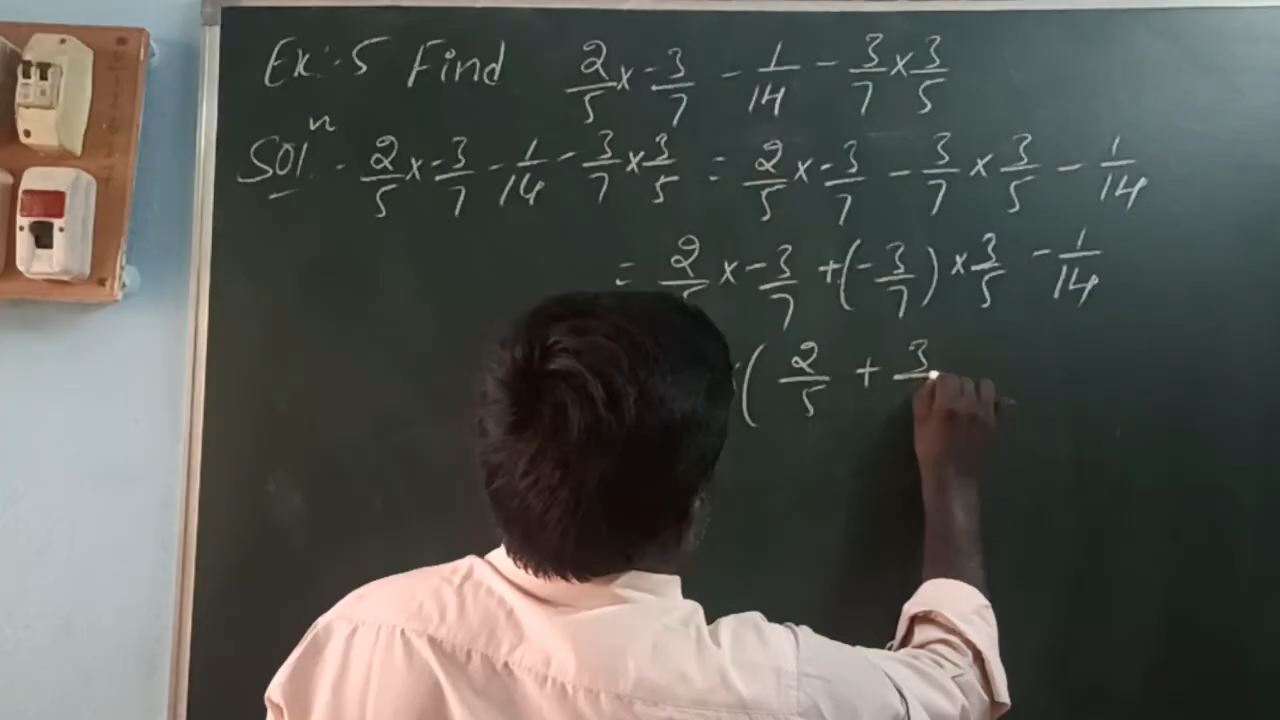 Ex:-5 Find 2/5 x -3/7 - 1/14 - 3/7 x 3/5
Sol^n:- 2/5 x -3/7 - 1/14 - 3/7 x 3/5 = 2/5 x -3/7 - 3/7 x 3/5 - 1/14
= 2/5 x -3/7 + (-3/7) x 3/5 - 1/14
( 2/5 + 3